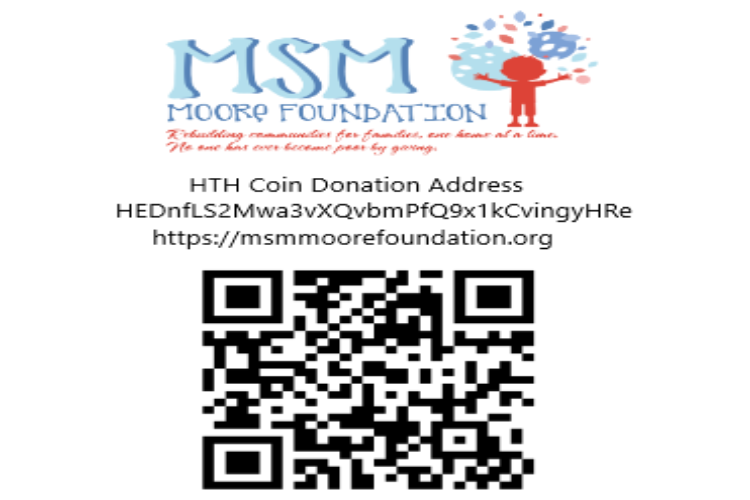 MSM
MOORe FOUNDATION
Rebuilding communities for families, one home at a time.
No one has ever become poor by giving.
HTH Coin Donation Address
HEDnfLS2Mwa3vXQvbmPfQ9x1kCvingyHRe
https://msmmoorefoundation.org